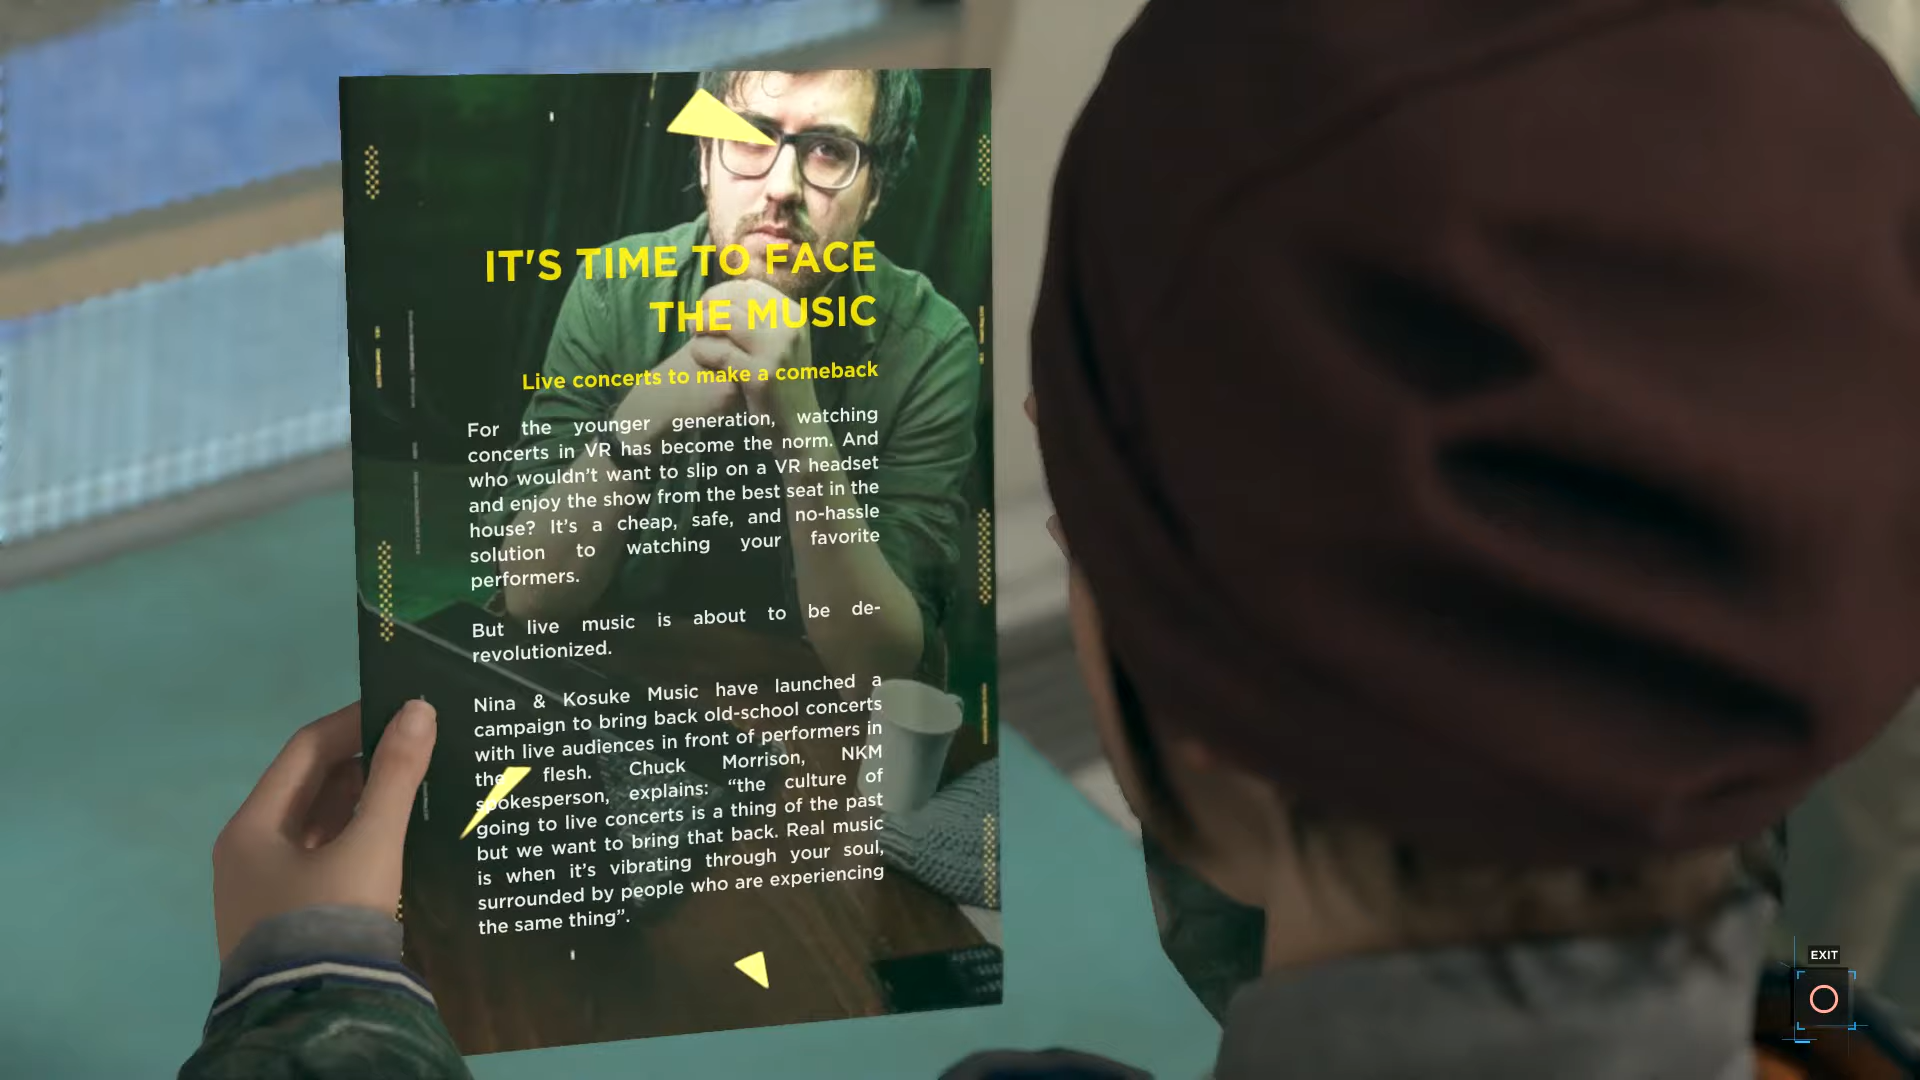 IT'S TIME TO FACE
THE MUSIC
Live concerts to make a comeback
For the younger generation, watching
concerts in VR has become the norm. And
who wouldn't want to slip on a VR headset
and enjoy the show from the best seat in the
house? It's a cheap, safe, and no-hassle
solution to watching your favorite
performers.
But live music is about to be de-
revolutionized.
Nina & Kosuke Music have launched a
campaign to bring back old-school concerts
with live audiences in front of performers in
the flesh. Chuck Morrison, NKM
spokesperson, explains: “the culture of
going to live concerts is a thing of the past
but we want to bring that back. Real music
is when it's vibrating through your soul,
surrounded by people who are experiencing
the same thing”.
EXIT